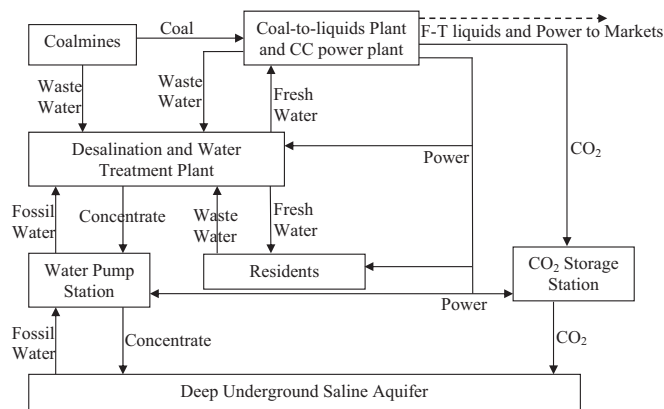 Coalmines
Coal
Coal-to-liquids Plant
and CC power plant
F-T liquids and Power to Markets
Waste
Water
Waste
Water
Fresh
Water
Desalination and Water
Treatment Plant
Power
CO2
Fossil
Water
Concentrate
Waste
Water
Fresh
Water
Water Pump
Station
Residents
CO2 Storage
Station
Power
Fossil
Water
Concentrate
CO2
Deep Underground Saline Aquifer